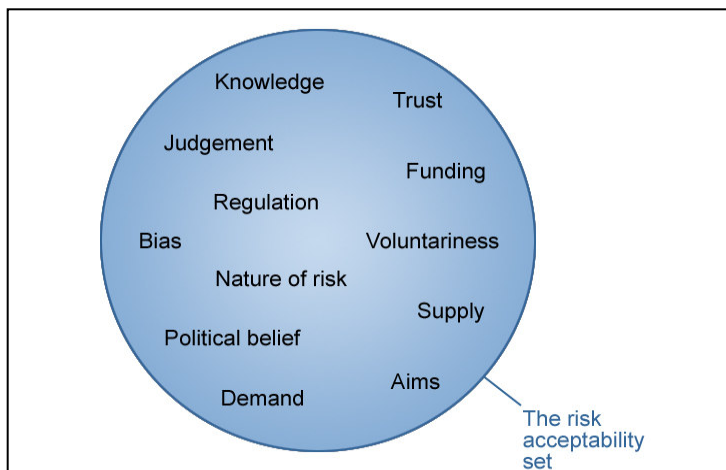 Knowledge
Trust
Judgement
Funding
Regulation
Bias
Voluntariness
Nature of risk
Supply
Political belief
Aims
Demand
The risk
acceptability
set